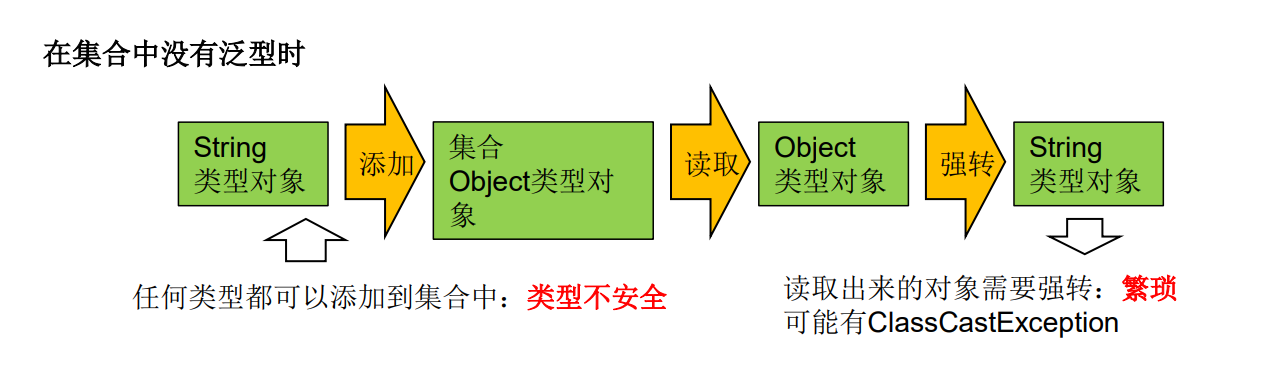 在集合中没有泛型时
String
类型对象
添加
集合
Object类型对
象
读取
Object
类型对象
强转
String
类型对象
任何类型都可以添加到集合中：类型不安全
读取出来的对象需要强转：繁琐
可能有ClassCastException